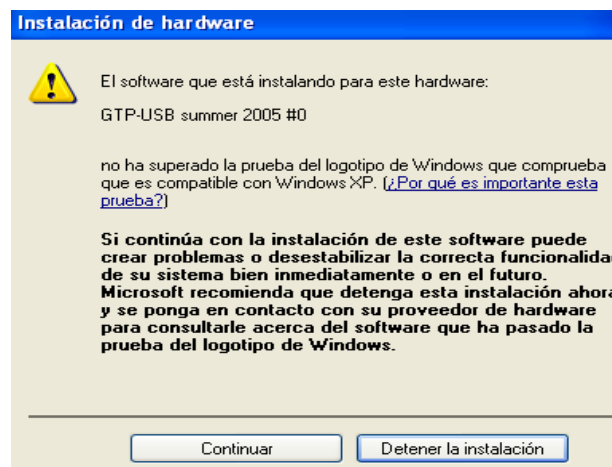 Instalación de hardware
El software que está instalando para este hardware:
GTP-USB summer 2005 #0
no ha superado la prueba del logotipo de Windows que comprueba
que es compatible con Windows XP. (¿Por qué es importante esta
prueba?)
Si continúa con la instalación de este software puede
crear problemas o desestabilizar la correcta funcionalida
de su sistema bien inmediatamente o en el futuro.
Microsoft recomienda que detenga esta instalación ahora
y se ponga en contacto con su proveedor de hardware
para consultarle acerca del software que ha pasado la
prueba del logotipo de Windows.
Continuar
Detener la instalación